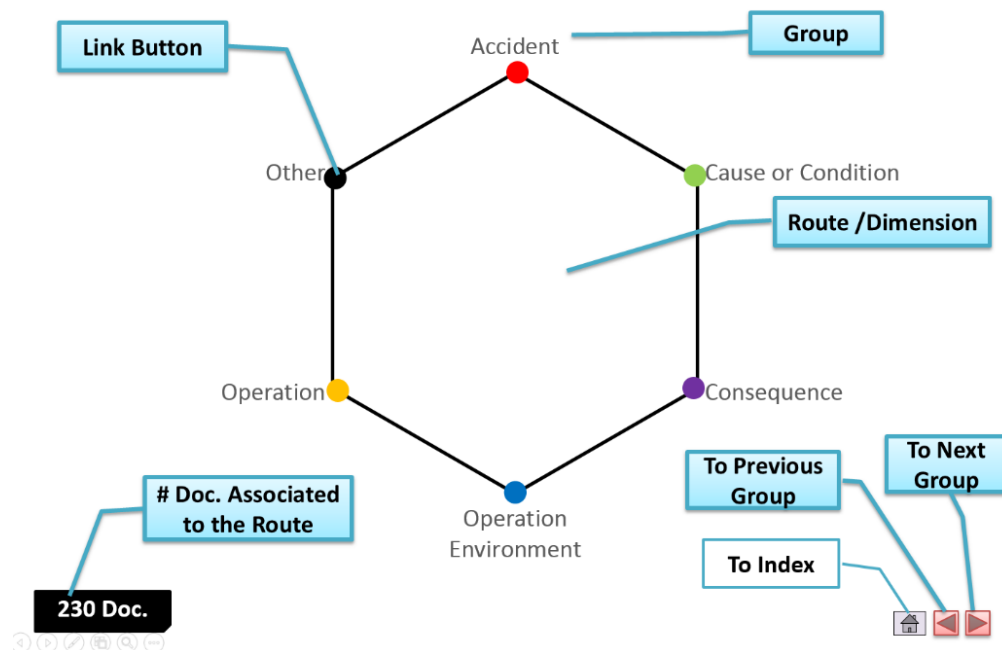 Link Button
Accident
Group
Other
Cause or Condition
Route /Dimension
Operation
Consequence
# Doc. Associated
to the Route
Operation
Environment
To Previous
Group
To Next
Group
To Index
230 Doc.